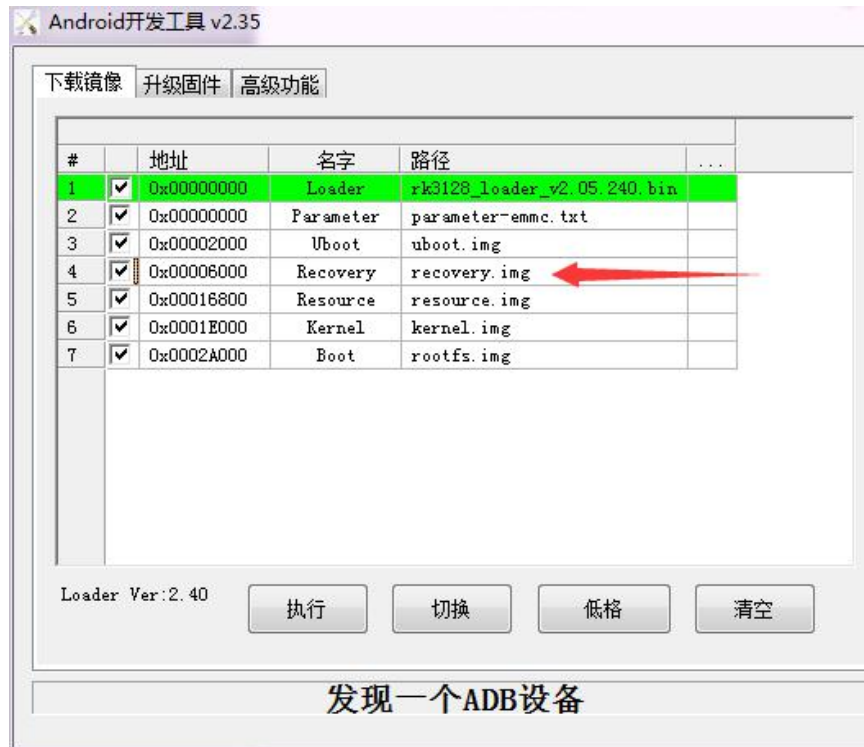 Android开发工具 v2.35
下载镜像 升级固件 高级功能
# 地址 名字 路径 ...
1 0x00000000 Loader rk3128_loader_v2.05.240.bin
2 0x00000000 Parameter parameter-emmc.txt
3 0x00002000 Uboot uboot.img
4 0x00006000 Recovery recovery.img
5 0x00016800 Resource resource.img
6 0x0001E000 Kernel kernel.img
7 0x0002A000 Boot rootfs.img
Loader Ver:2.40 执行 切换 低格 清空
发现一个ADB设备